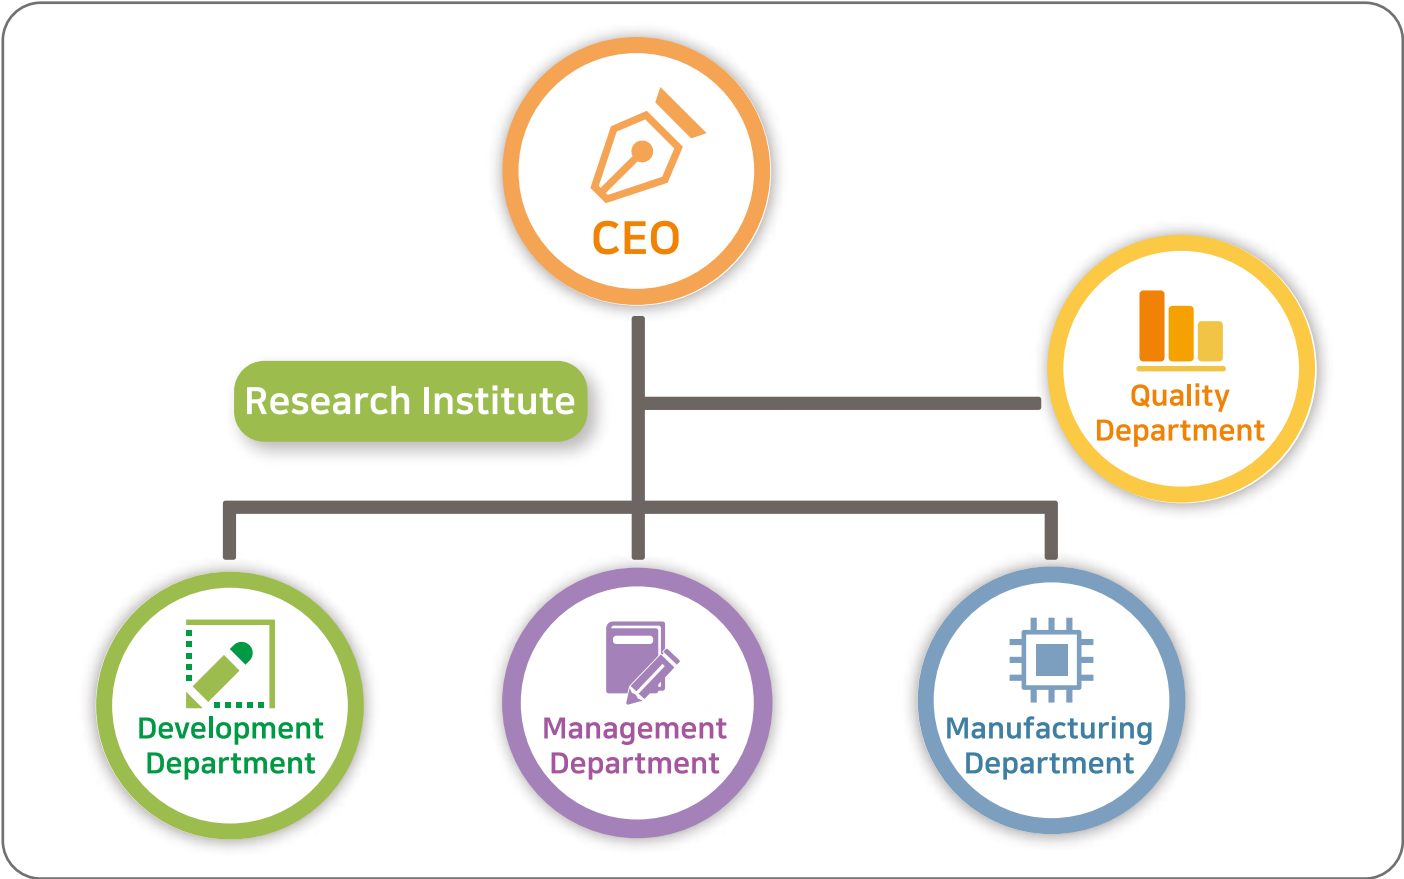 CEO
Research Institute
Quality
Department
Development
Department
Management
Department
Manufacturing
Department